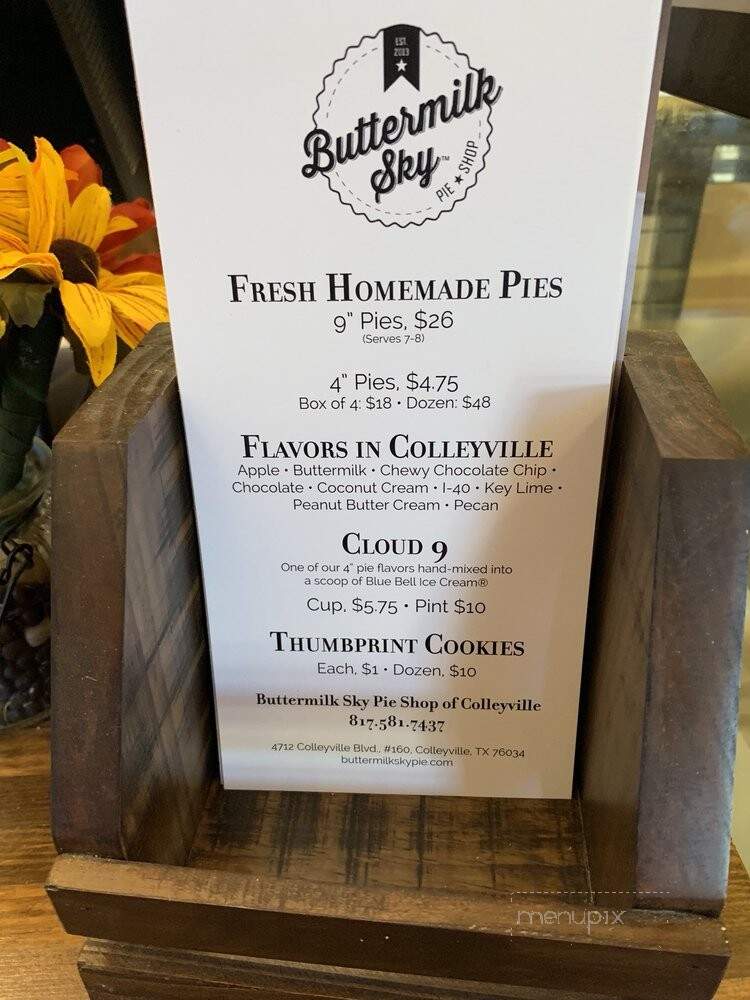 EST.
2013
Buttermilk
Sky™
PIE ★ SHOP
FRESH HOMEMADE PIES
9" Pies, $26
(Serves 7-8)
4" Pies, $4.75
Box of 4: $18 • Dozen: $48
FLAVORS IN COLLEYVILLE
Apple • Buttermilk • Chewy Chocolate Chip •
Chocolate • Coconut Cream • I-40 • Key Lime •
Peanut Butter Cream • Pecan
CLOUD 9
One of our 4" pie flavors hand-mixed into
a scoop of Blue Bell Ice Cream®
Cup, $5.75 • Pint $10
THUMBPRINT COOKIES
Each, $1 • Dozen, $10
Buttermilk Sky Pie Shop of Colleyville
817.581.7437
4712 Colleyville Blvd., #160, Colleyville, TX 76034
buttermilkskypie.com
menupix